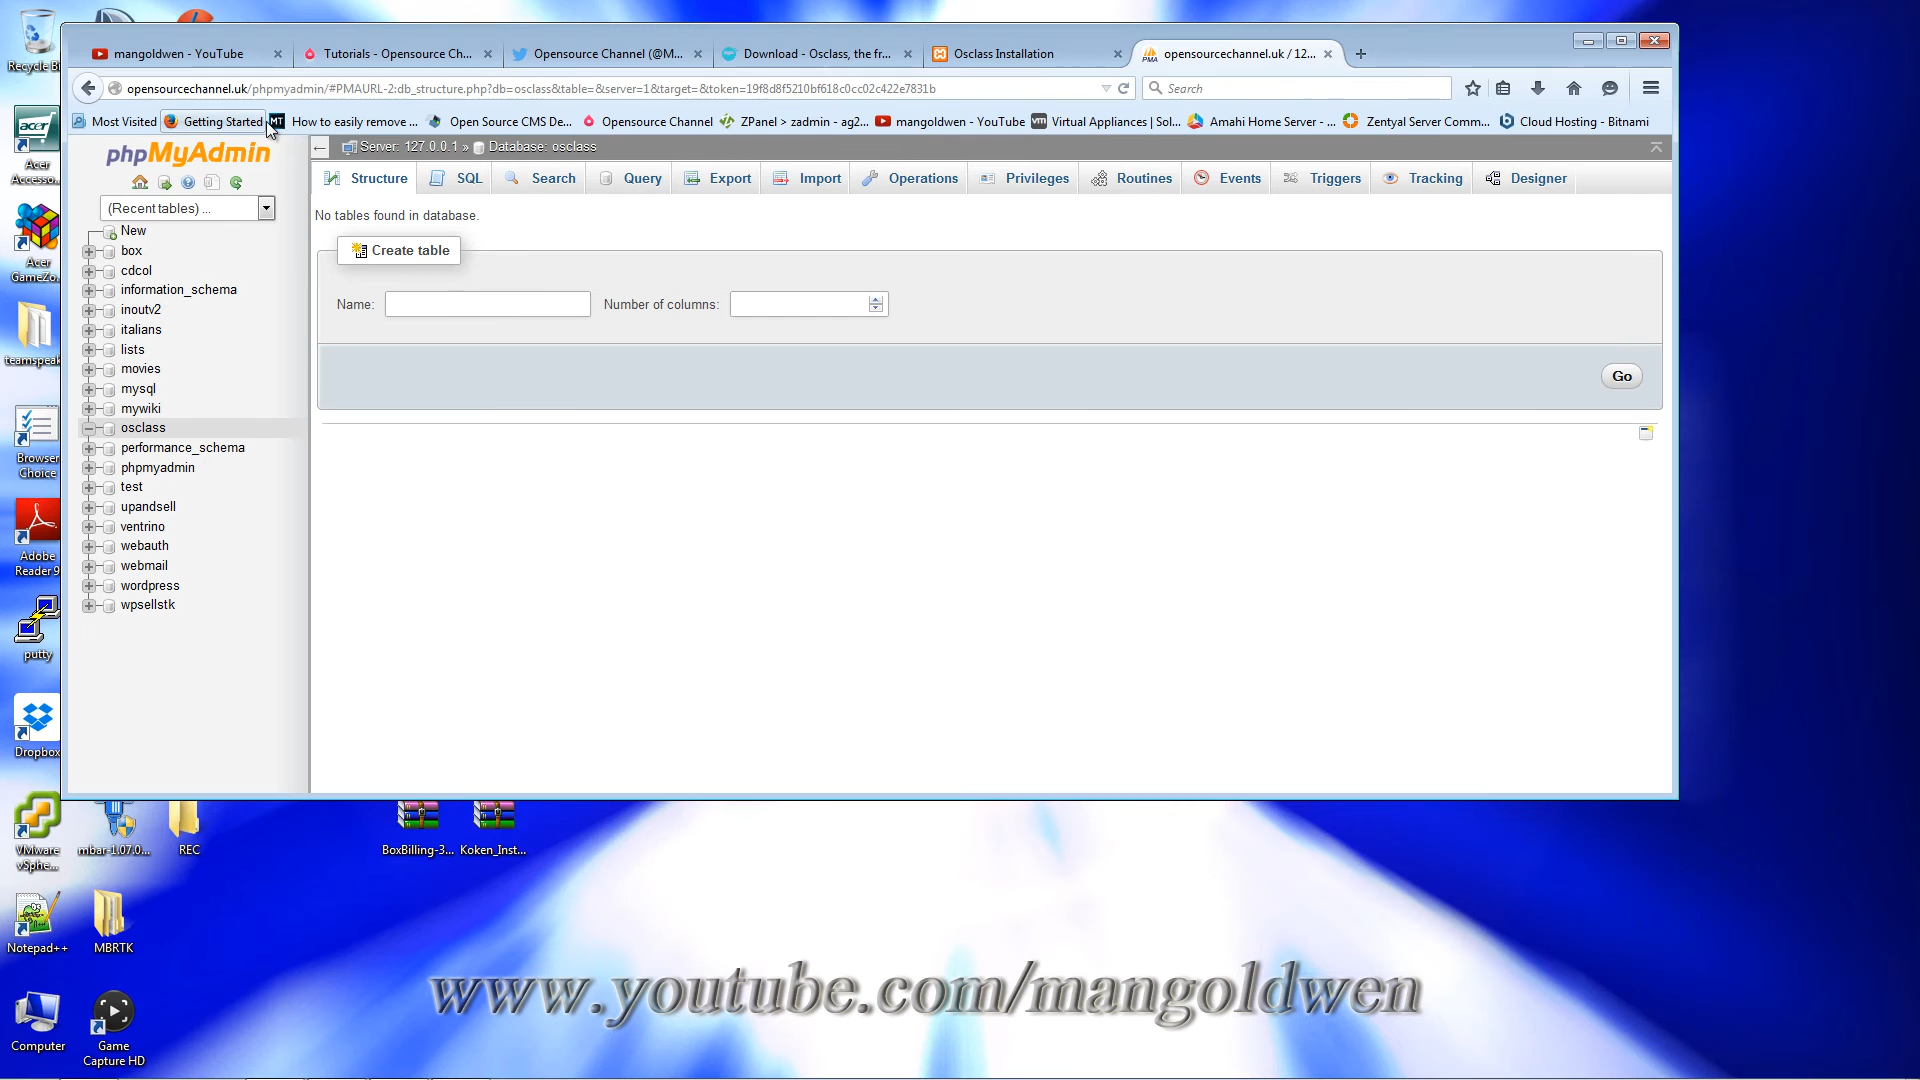 mangoldwen - YouTube
Tutorials - Opensource Ch...
Opensource Channel (@M...
Download - Osclass, the fr...
Osclass Installation
opensourcechannel.uk / 12...
opensourcechannel.uk/phpmyadmin/#PMAURL-2:db_structure.php?db=osclass&table=&server=1&target=&token=19f8d8f5210bf618c0cc02c422e7831b
Search
Most Visited
Getting Started
MT
How to easily remove ...
Open Source CMS De...
Opensource Channel
ZPanel > zadmin - ag2...
mangoldwen - YouTube
vm
Virtual Appliances | Sol...
Amahi Home Server - ...
Zentyal Server Comm...
Cloud Hosting - Bitnami
phpMyAdmin
Server: 127.0.0.1 » Database: osclass
Structure
SQL
Search
Query
Export
Import
Operations
Privileges
Routines
Events
Triggers
Tracking
Designer
(Recent tables) ...
New
box
cdcol
information_schema
inoutv2
italians
lists
movies
mysql
mywiki
osclass
performance_schema
phpmyadmin
test
upandsell
ventrino
webauth
webmail
wordpress
wpsellstk
No tables found in database.
Create table
Name:
Number of columns:
Go
acer
Acer
Accesso...
Acer
GameZo...
teamspeak
Browser
Choice
Adobe
Reader 9
putty
Dropbox
VMware
vSphe...
mbar-1.07.0...
REC
BoxBilling-3...
Koken_Inst...
Notepad++
MBRTK
Computer
Game
Capture HD
www.youtube.com/mangoldwen